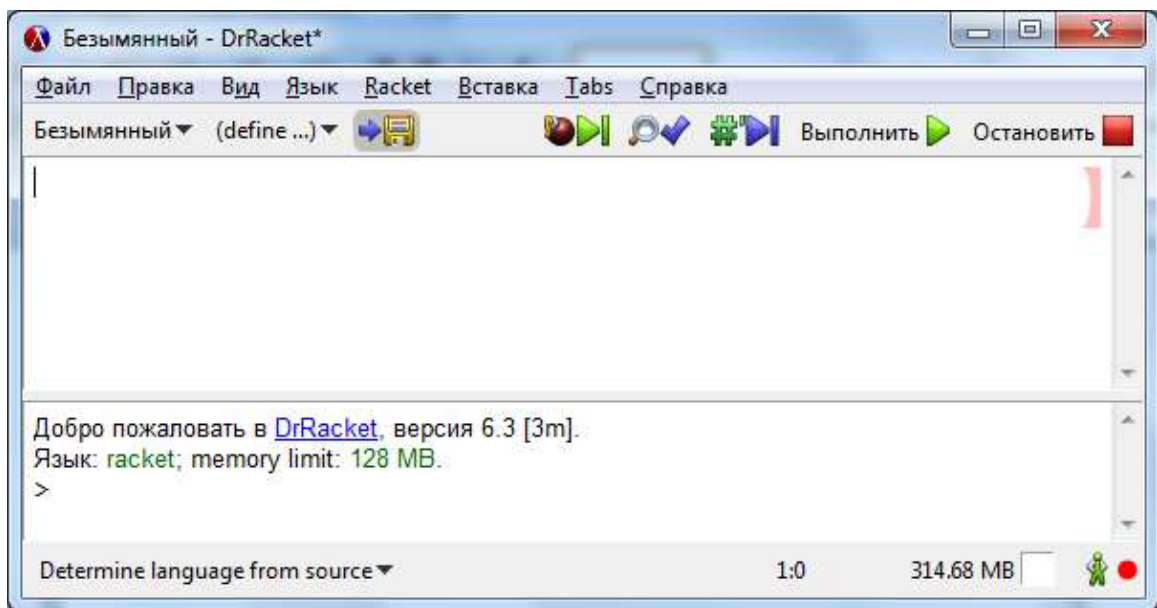 Безымянный - DrRacket*
Файл Правка Вид Язык Racket Вставка Tabs Справка
Безымянный (define ...) Выполнить Остановить
Добро пожаловать в DrRacket, версия 6.3 [3m].
Язык: racket; memory limit: 128 MB.
>
Determine language from source 1:0 314.68 MB